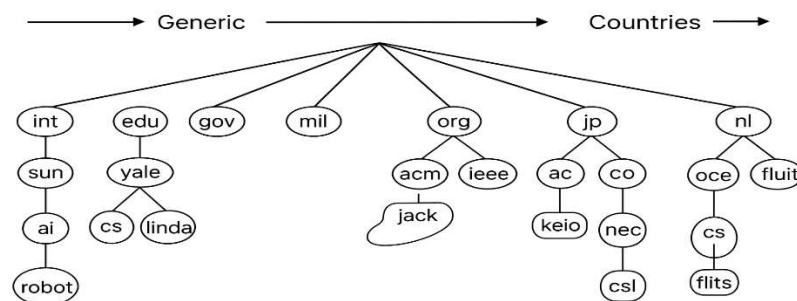 Generic Countries
int edu gov mil org jp nl
sun yale acm ieee ac co oce fluit
ai cs linda jack keio nec cs
robot csl flits